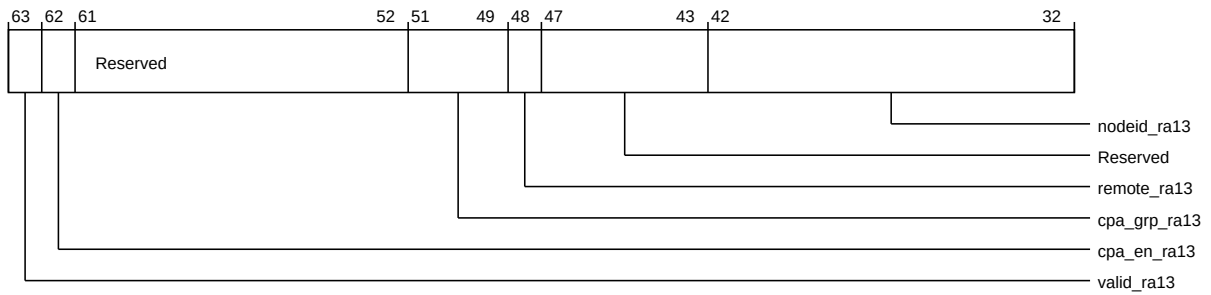 63 62 61 52 51 49 48 47 43 42 32
Reserved
nodeid_ra13
Reserved
remote_ra13
cpa_grp_ra13
cpa_en_ra13
valid_ra13